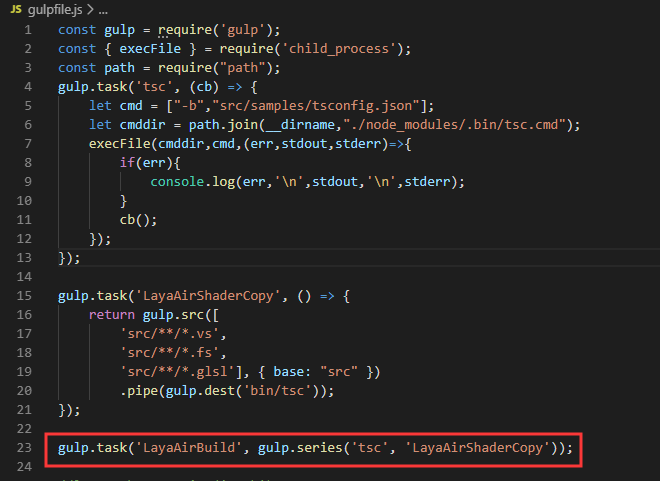 JS gulpfile.js > ...
1 const gulp = require('gulp');
2 const { execFile } = require('child_process');
3 const path = require("path");
4 gulp.task('tsc', (cb) => {
5 let cmd = ["-b","src/samples/tsconfig.json"];
6 let cmddir = path.join(__dirname,"./node_modules/.bin/tsc.cmd");
7 execFile(cmddir,cmd,(err,stdout,stderr)=>{
8 if(err){
9 console.log(err,'\n',stdout,'\n',stderr);
10 }
11 cb();
12 });
13 });
14
15 gulp.task('LayaAirShaderCopy', () => {
16 return gulp.src([
17 'src/**/*.vs',
18 'src/**/*.fs',
19 'src/**/*.glsl'], { base: "src" })
20 .pipe(gulp.dest('bin/tsc'));
21 });
22
23 gulp.task('LayaAirBuild', gulp.series('tsc', 'LayaAirShaderCopy'));
24